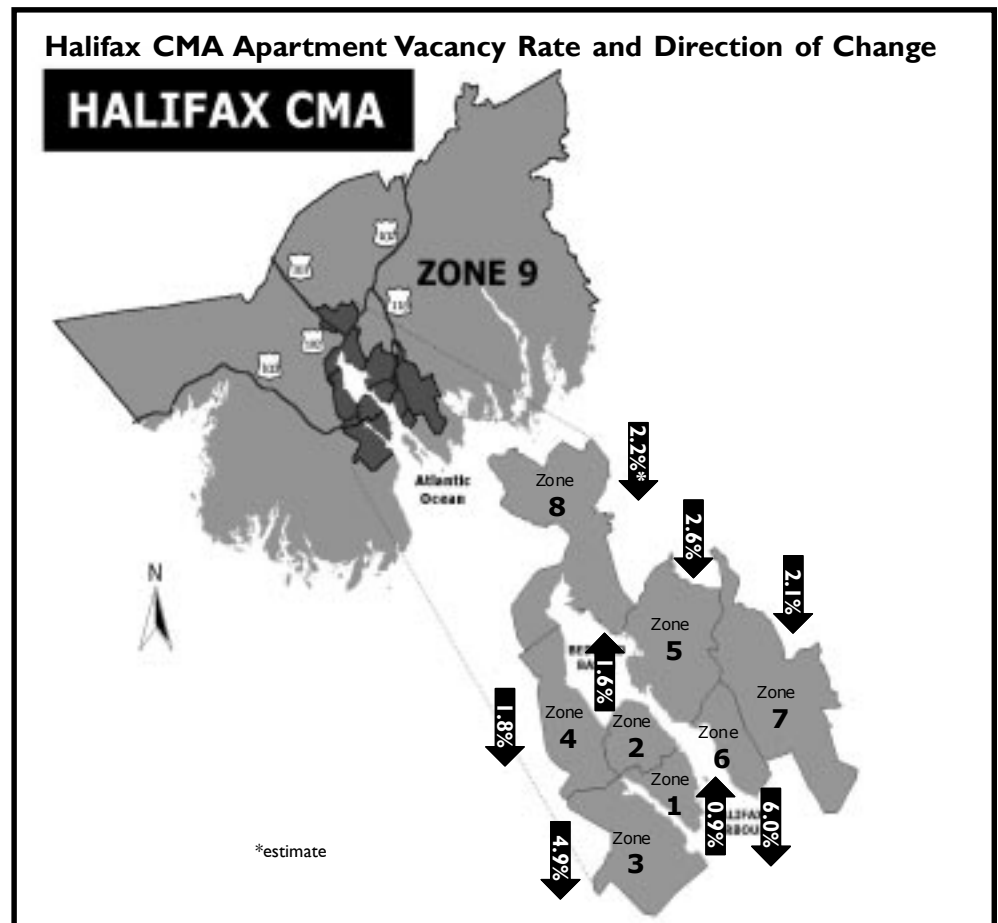 Halifax CMA Apartment Vacancy Rate and Direction of Change
HALIFAX CMA
ZONE 9
Atlantic
Ocean
N
2.2%*
2.6%
2.1%
1.6%
1.8%
4.9%
0.9%
6.0%
Zone
8
Zone
5
Zone
7
Zone
4
Zone
2
Zone
6
Zone
1
Zone
3
*estimate